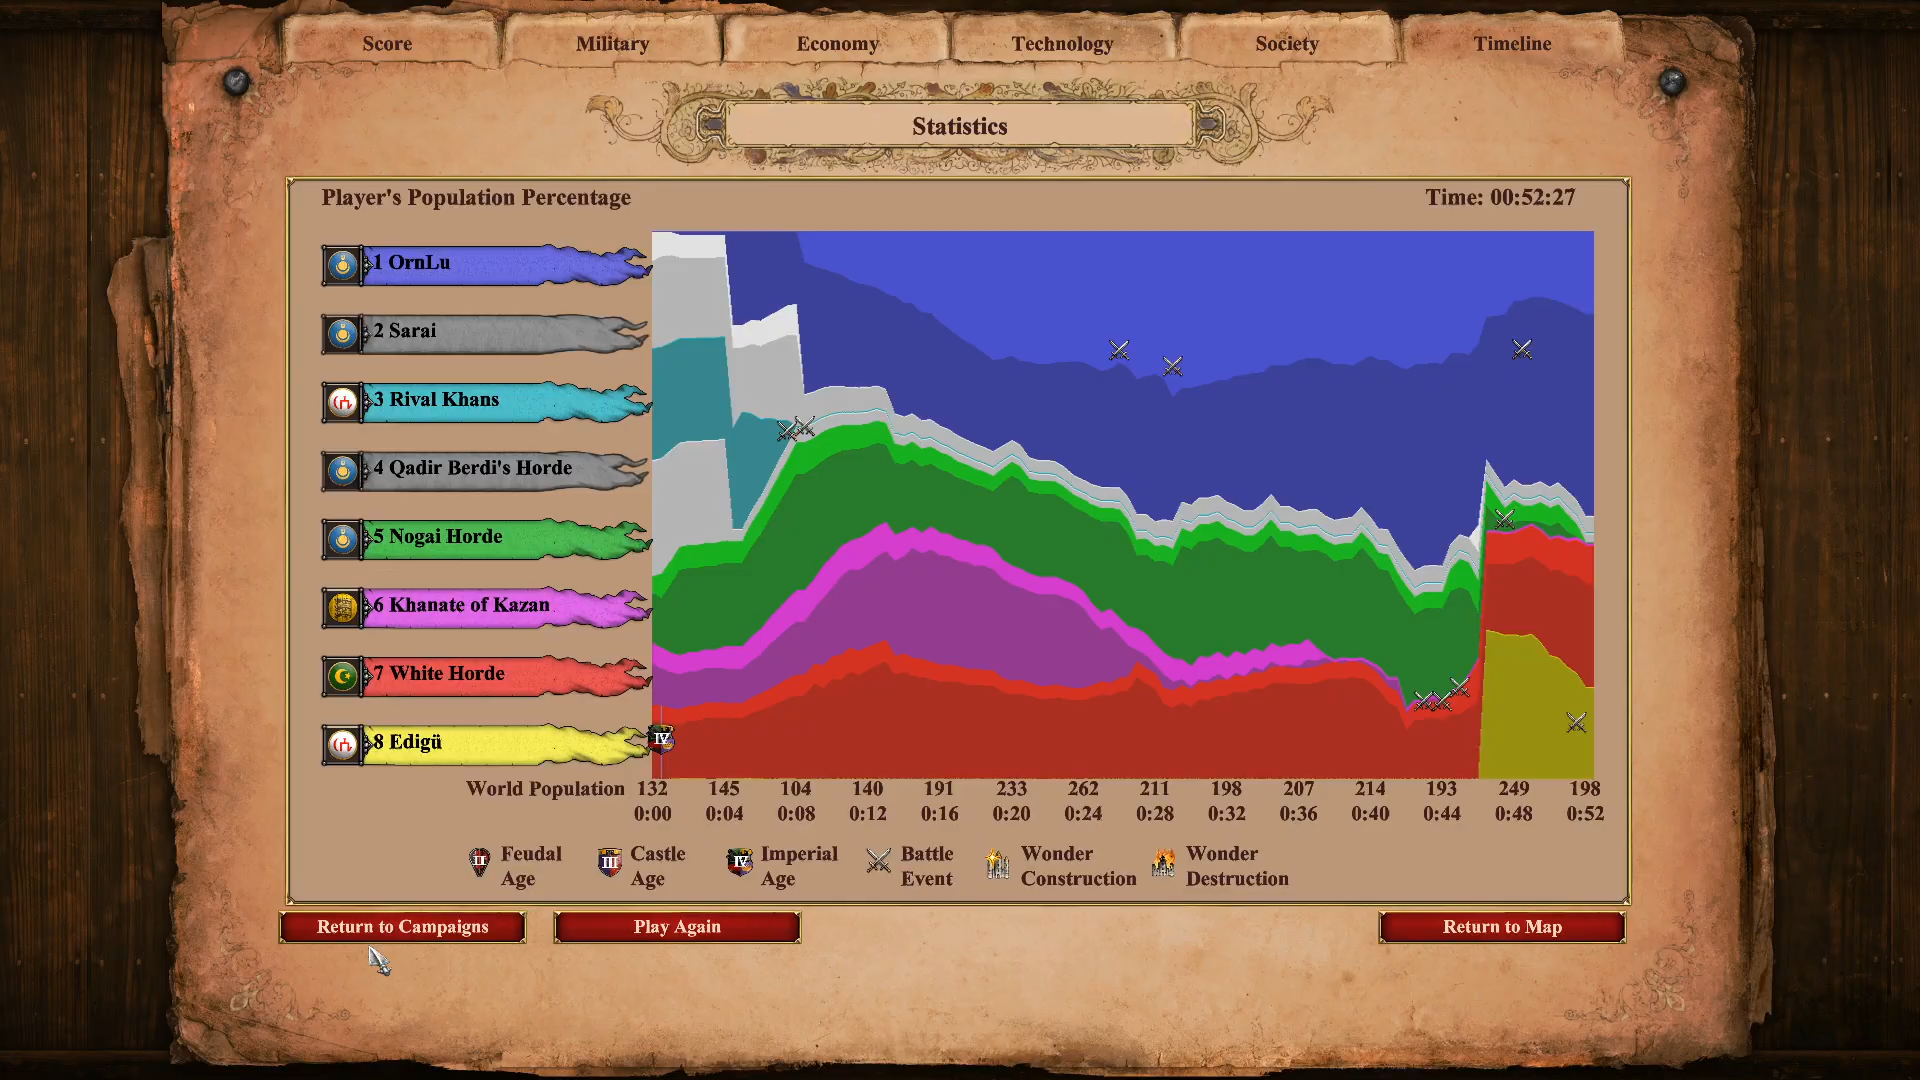 Score
Military
Economy
Technology
Society
Timeline
Statistics
Player's Population Percentage
Time: 00:52:27
1 OrnLu
2 Sarai
3 Rival Khans
4 Qadir Berdi's Horde
5 Nogai Horde
6 Khanate of Kazan
7 White Horde
8 Edigü
IV
World Population 132 145 104 140 191 233 262 211 198 207 214 193 249 198
0:00 0:04 0:08 0:12 0:16 0:20 0:24 0:28 0:32 0:36 0:40 0:44 0:48 0:52
II Feudal Age
III Castle Age
IV Imperial Age
Battle Event
Wonder Construction
Wonder Destruction
Return to Campaigns
Play Again
Return to Map